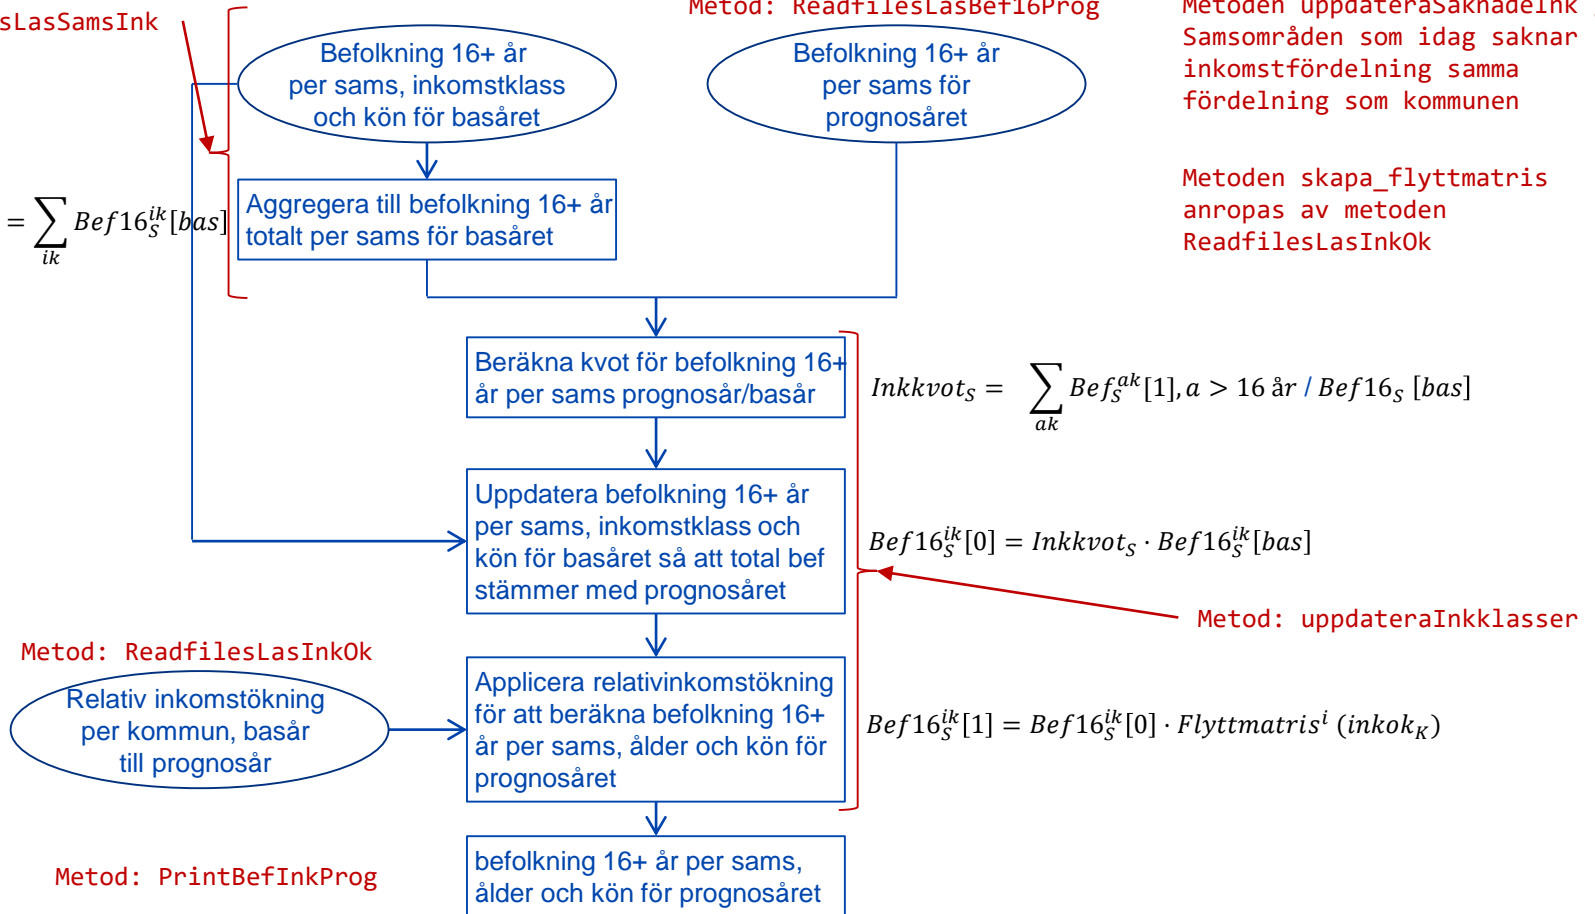 Metod: ReadfilesLasBef16Prog
Metoden uppdateraSaknadeInk
sLasSamsInk
Samsområden som idag saknar
inkomstfördelning samma
fördelning som kommunen
Befolkning 16+ år
per sams, inkomstklass
och kön för basåret
Befolkning 16+ år
per sams för
prognosåret
Metoden skapa_flyttmatris
anropas av metoden
ReadfilesLasInkOk
= ∑_{ik} Bef16_S^{ik}[bas]
Aggregera till befolkning 16+ år
totalt per sams för basåret
Beräkna kvot för befolkning 16+
år per sams prognosår/basår
Inkkvot_S = ∑_{ak} Bef_S^{ak}[1], a > 16 år / Bef16_S [bas]
Uppdatera befolkning 16+ år
per sams, inkomstklass och
kön för basåret så att total bef
stämmer med prognosåret
Bef16_S^{ik}[0] = Inkkvot_S · Bef16_S^{ik}[bas]
Metod: uppdateraInkklasser
Metod: ReadfilesLasInkOk
Relativ inkomstökning
per kommun, basår
till prognosår
Applicera relativinkomstökning
för att beräkna befolkning 16+
år per sams, ålder och kön för
prognosåret
Bef16_S^{ik}[1] = Bef16_S^{ik}[0] · Flyttmatris^i (inkok_K)
Metod: PrintBefInkProg
befolkning 16+ år per sams,
ålder och kön för prognosåret